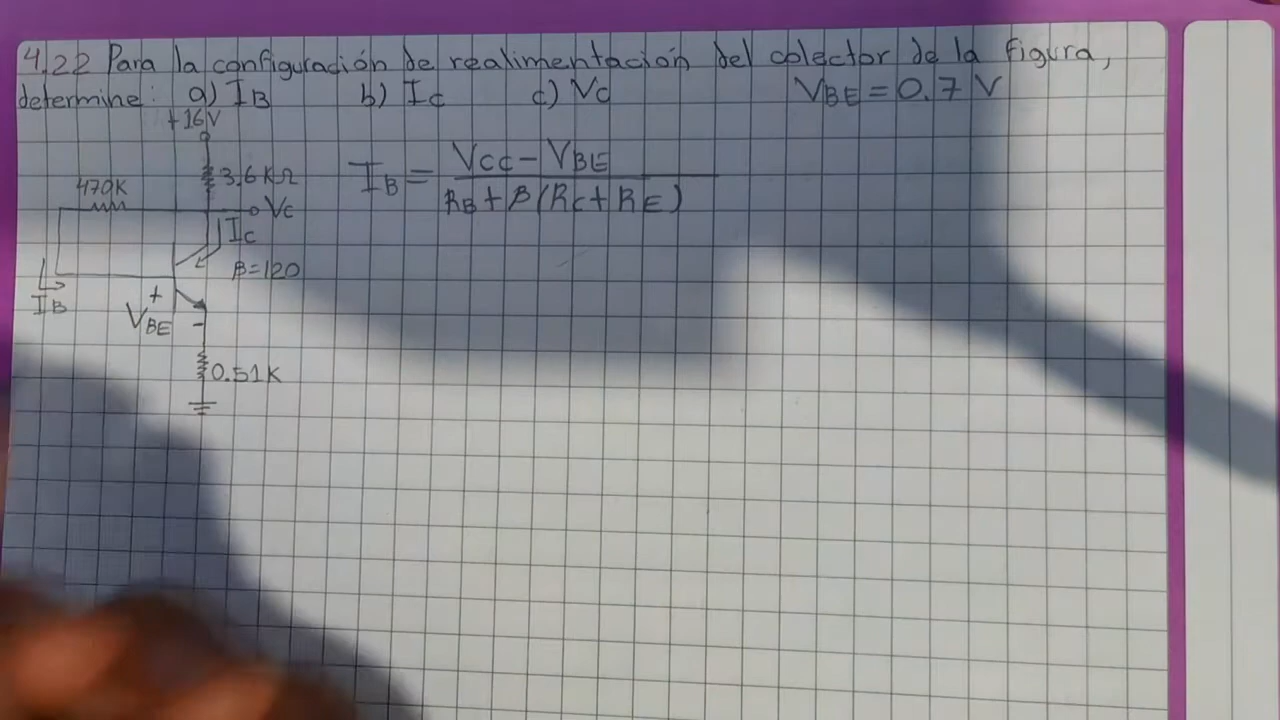 4.22 Para la configuración de realimentación del colector de la figura,
determine: a) IB b) Ic c) Vc VBE = 0.7 V
+16V
3.6 KΩ
470K
Vc
Ic
β=120
IB
+
VBE
-
0.51K
IB = VCC - VBE
RB + β(RC + RE)